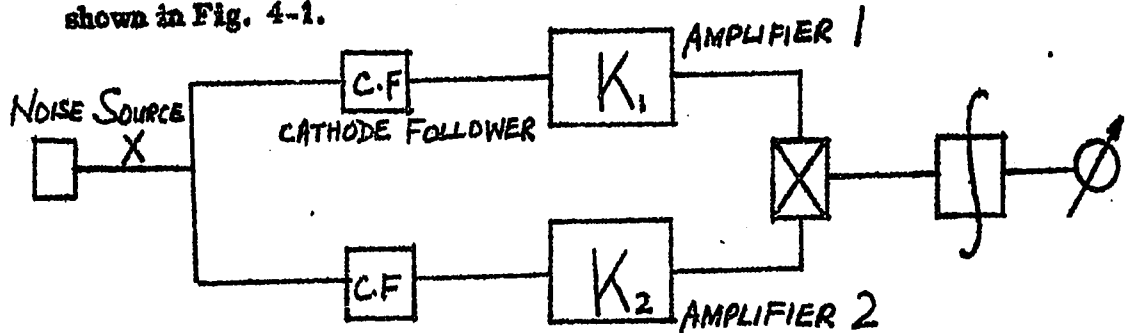 shown in Fig. 4-1.
AMPLIFIER 1
C.F
K1
NOISE SOURCE
X
CATHODE FOLLOWER
C.F
K2
AMPLIFIER 2